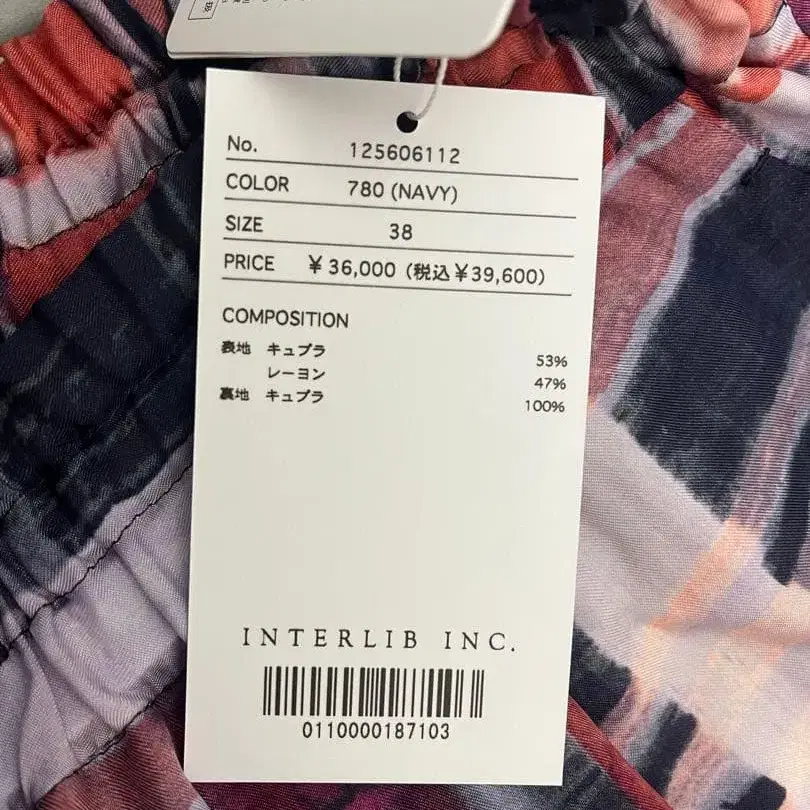 No. 125606112
COLOR 780 (NAVY)
SIZE 38
PRICE ¥36,000 (税込¥39,600)
COMPOSITION
表地 キュプラ 53%
レーヨン 47%
裏地 キュプラ 100%
INTERLIB INC.
0110000187103